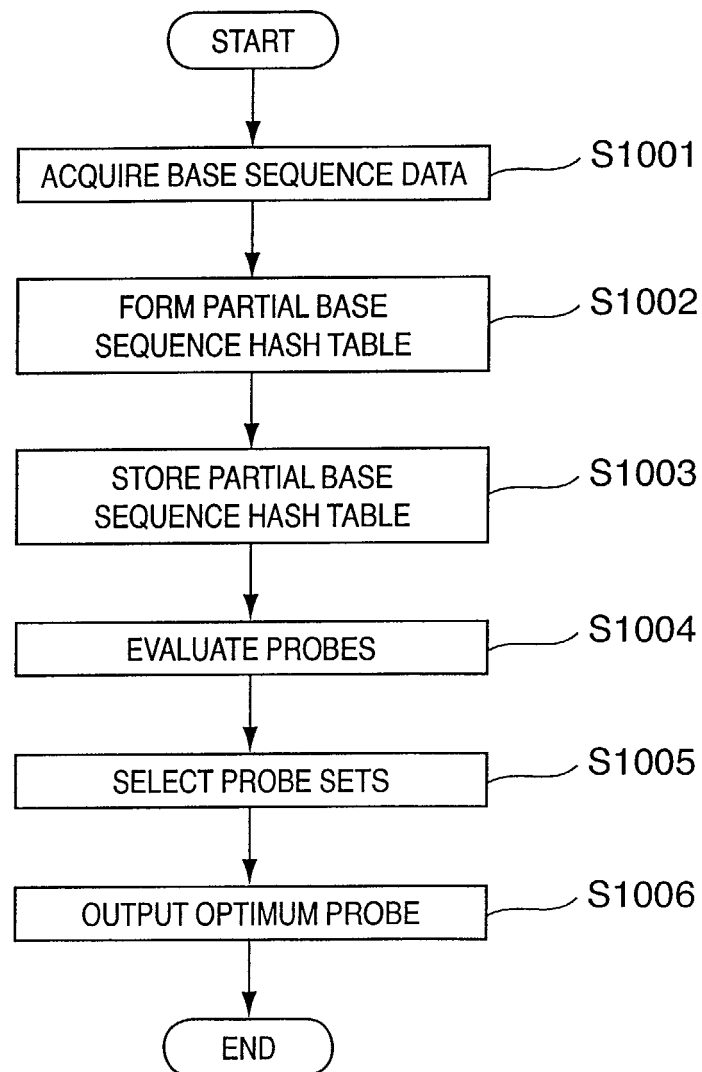 START
ACQUIRE BASE SEQUENCE DATA
S1001
FORM PARTIAL BASE
SEQUENCE HASH TABLE
S1002
STORE PARTIAL BASE
SEQUENCE HASH TABLE
S1003
EVALUATE PROBES
S1004
SELECT PROBE SETS
S1005
OUTPUT OPTIMUM PROBE
S1006
END